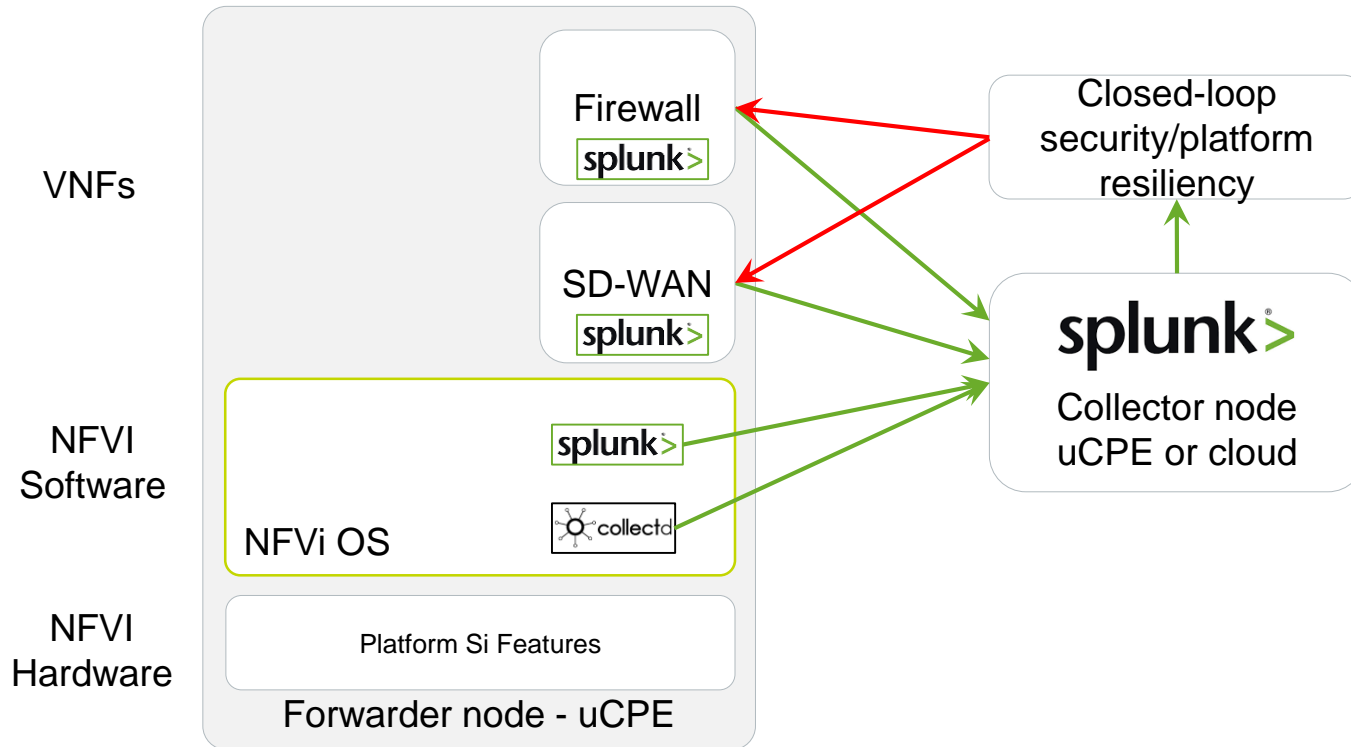 VNFs
Firewall
splunk>
SD-WAN
splunk>
NFVI
Software
splunk>
collectd
NFVi OS
NFVI
Hardware
Platform Si Features
Forwarder node - uCPE
Closed-loop
security/platform
resiliency
splunk®>
Collector node
uCPE or cloud